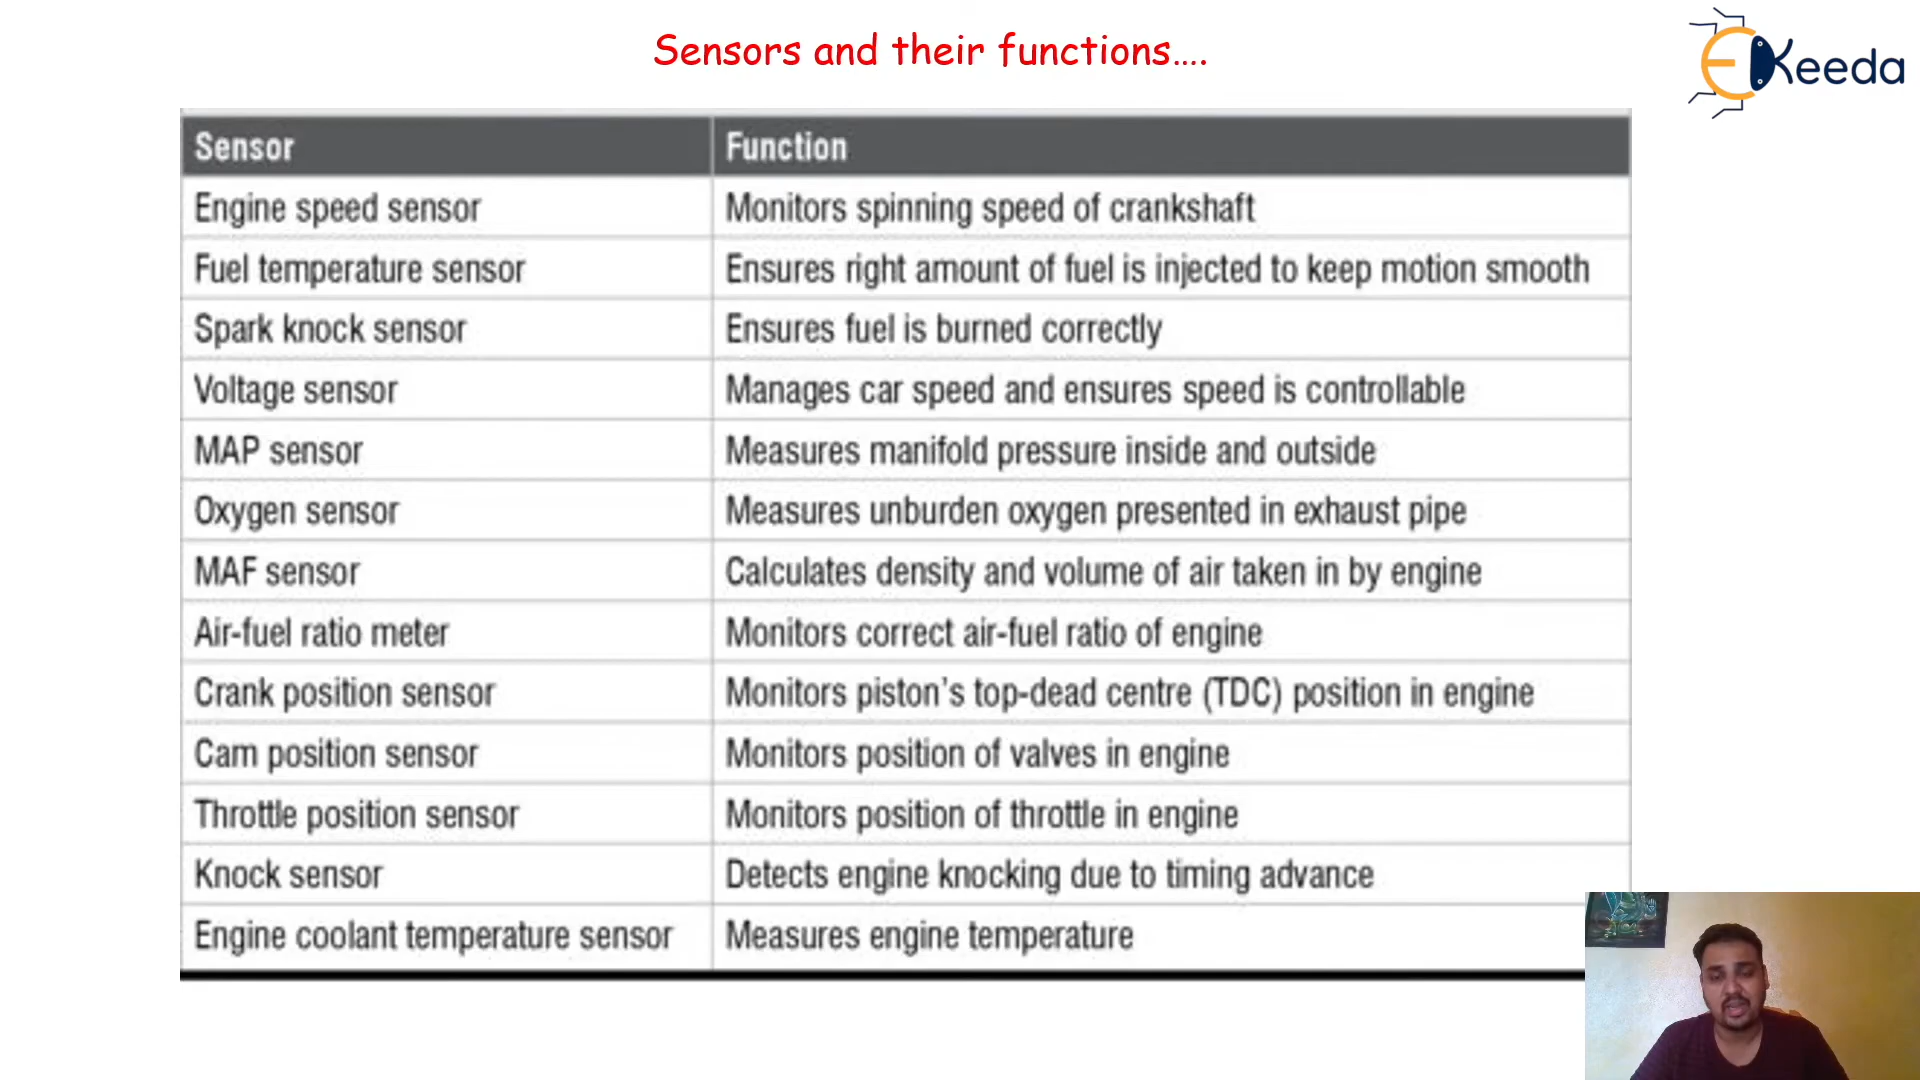 Sensors and their functions....
EKeeda
Sensor Function
Engine speed sensor Monitors spinning speed of crankshaft
Fuel temperature sensor Ensures right amount of fuel is injected to keep motion smooth
Spark knock sensor Ensures fuel is burned correctly
Voltage sensor Manages car speed and ensures speed is controllable
MAP sensor Measures manifold pressure inside and outside
Oxygen sensor Measures unburden oxygen presented in exhaust pipe
MAF sensor Calculates density and volume of air taken in by engine
Air-fuel ratio meter Monitors correct air-fuel ratio of engine
Crank position sensor Monitors piston's top-dead centre (TDC) position in engine
Cam position sensor Monitors position of valves in engine
Throttle position sensor Monitors position of throttle in engine
Knock sensor Detects engine knocking due to timing advance
Engine coolant temperature sensor Measures engine temperature